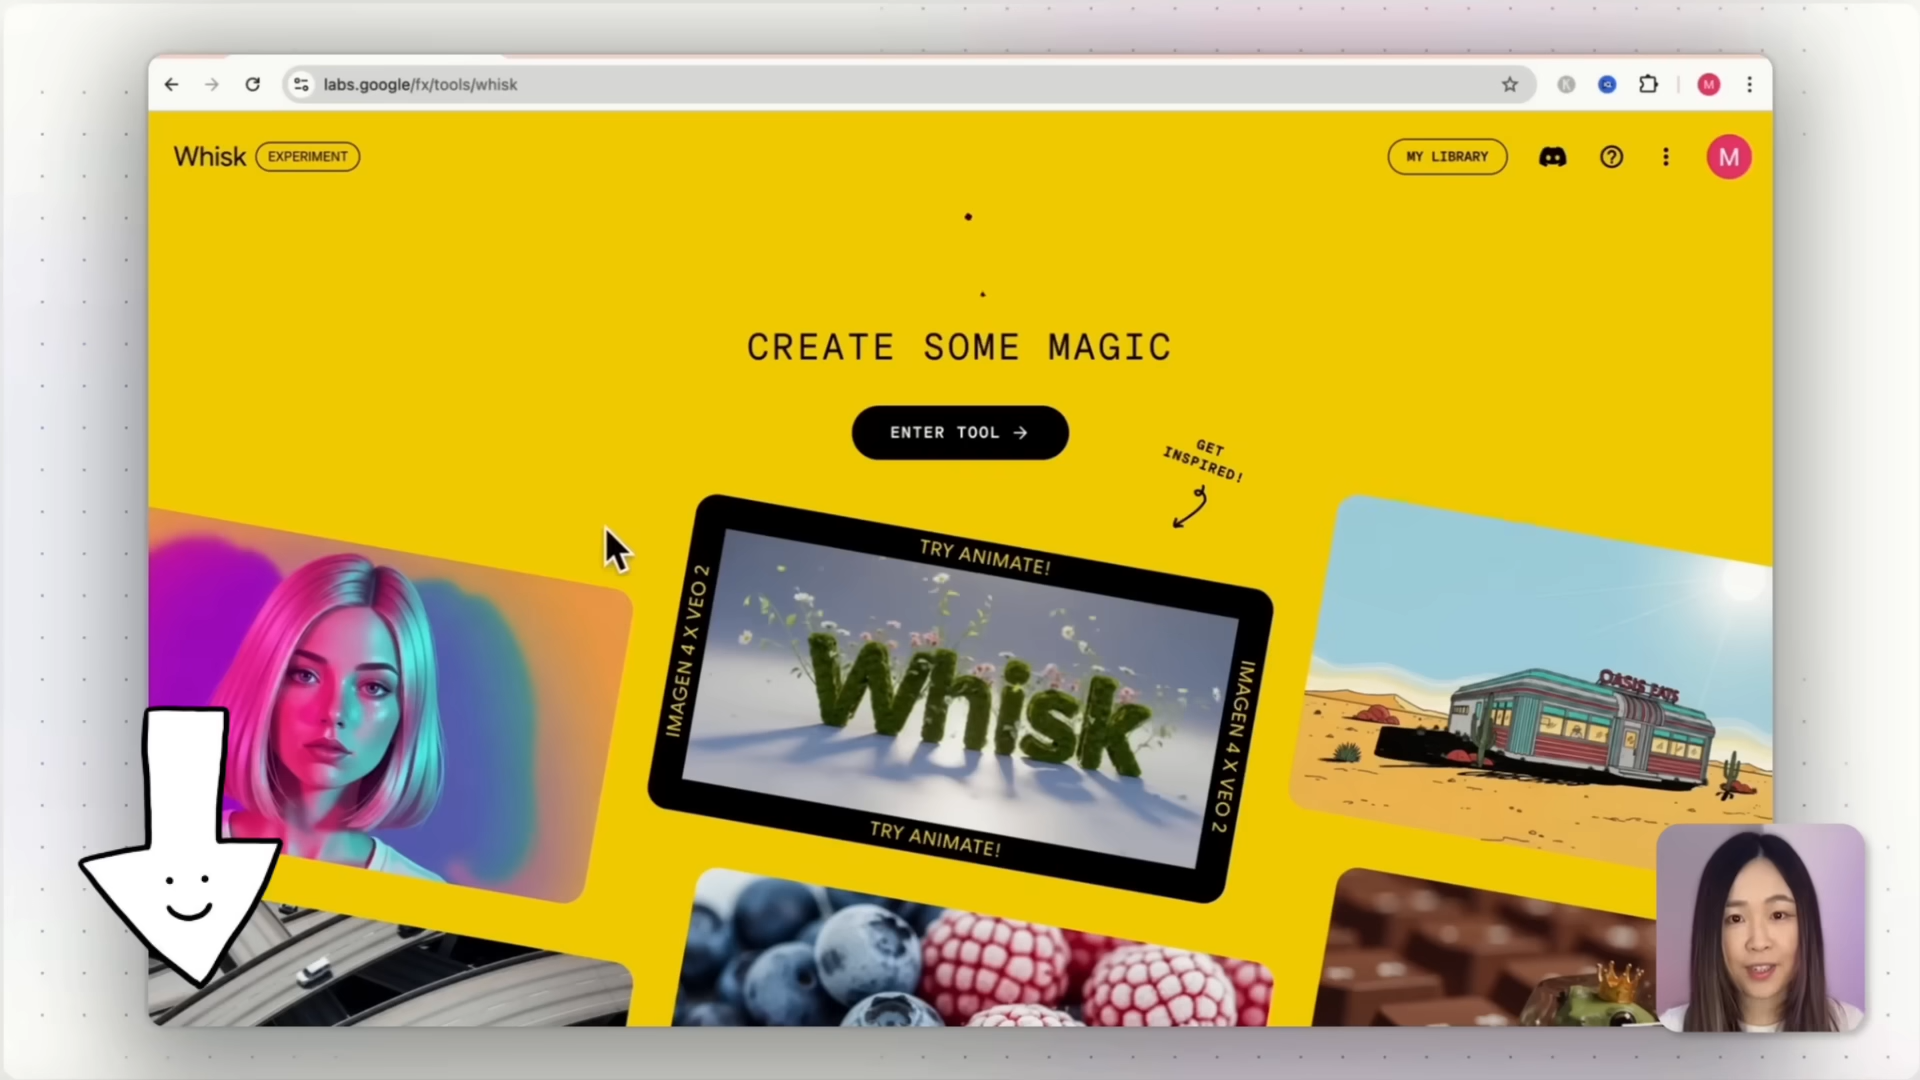 labs.google/fx/tools/whisk
K
M
Whisk
EXPERIMENT
MY LIBRARY
M
CREATE SOME MAGIC
ENTER TOOL →
GET
INSPIRED!
TRY ANIMATE!
IMAGEN 4 X VEO 2
Whisk
IMAGEN 4 X VEO 2
TRY ANIMATE!
OASIS EATS